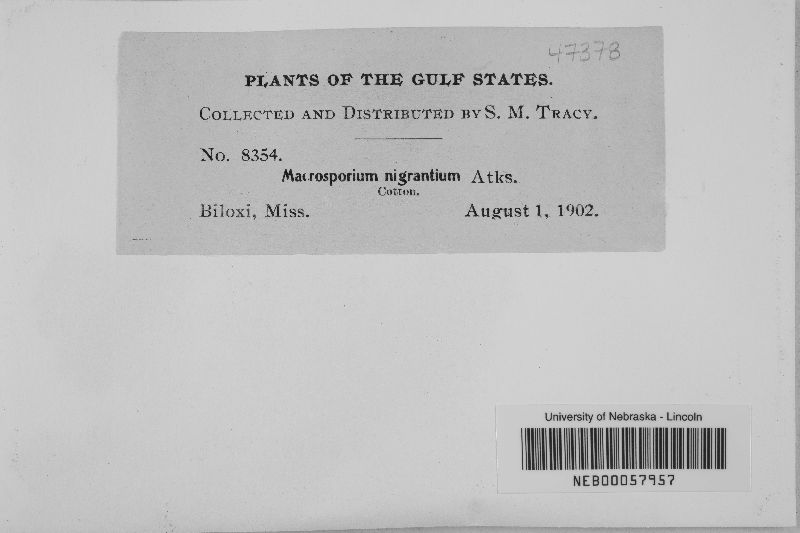 47378
PLANTS OF THE GULF STATES.
COLLECTED AND DISTRIBUTED BY S. M. TRACY.
No. 8354.
Macrosporium nigrantium Atks.
Cotton.
Biloxi, Miss. August 1, 1902.
University of Nebraska - Lincoln
NEB00057957